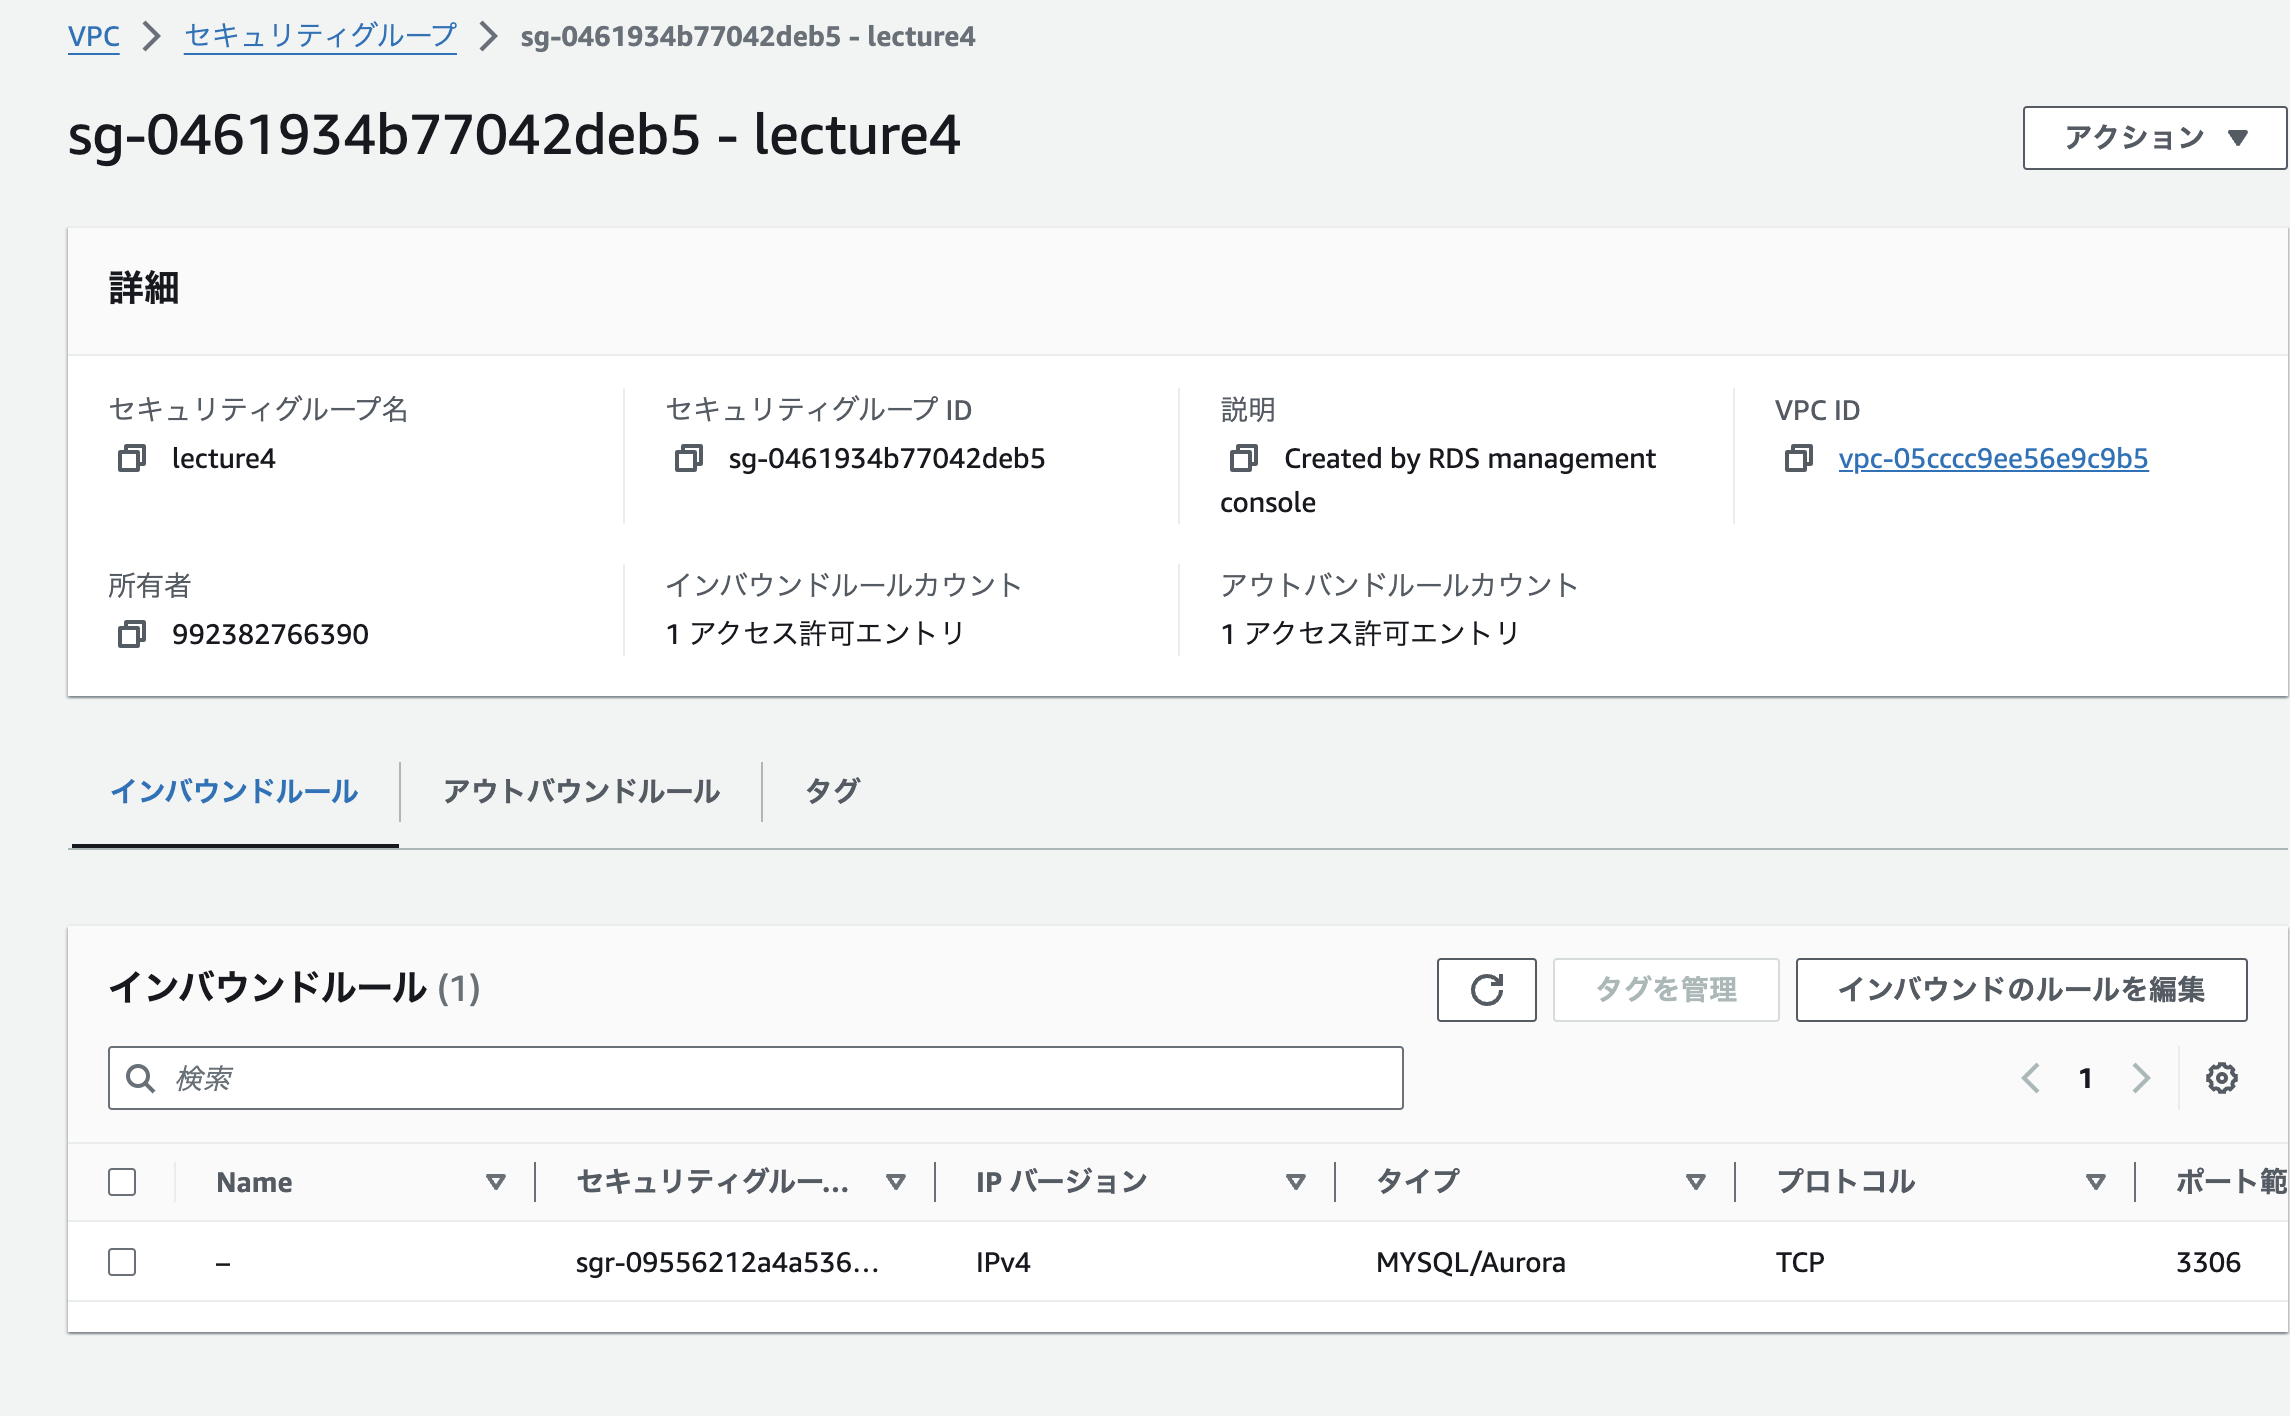 VPC > セキュリティグループ > sg-0461934b77042deb5 - lecture4
sg-0461934b77042deb5 - lecture4
アクション
詳細
セキュリティグループ名
lecture4
セキュリティグループ ID
sg-0461934b77042deb5
説明
Created by RDS management
console
VPC ID
vpc-05cccc9ee56e9c9b5
所有者
992382766390
インバウンドルールカウント
1 アクセス許可エントリ
アウトバンドルールカウント
1 アクセス許可エントリ
インバウンドルール
アウトバウンドルール
タグ
インバウンドルール (1)
タグを管理
インバウンドのルールを編集
検索
1
Name セキュリティグルー... IP バージョン タイプ プロトコル ポート範
– sgr-09556212a4a536... IPv4 MYSQL/Aurora TCP 3306